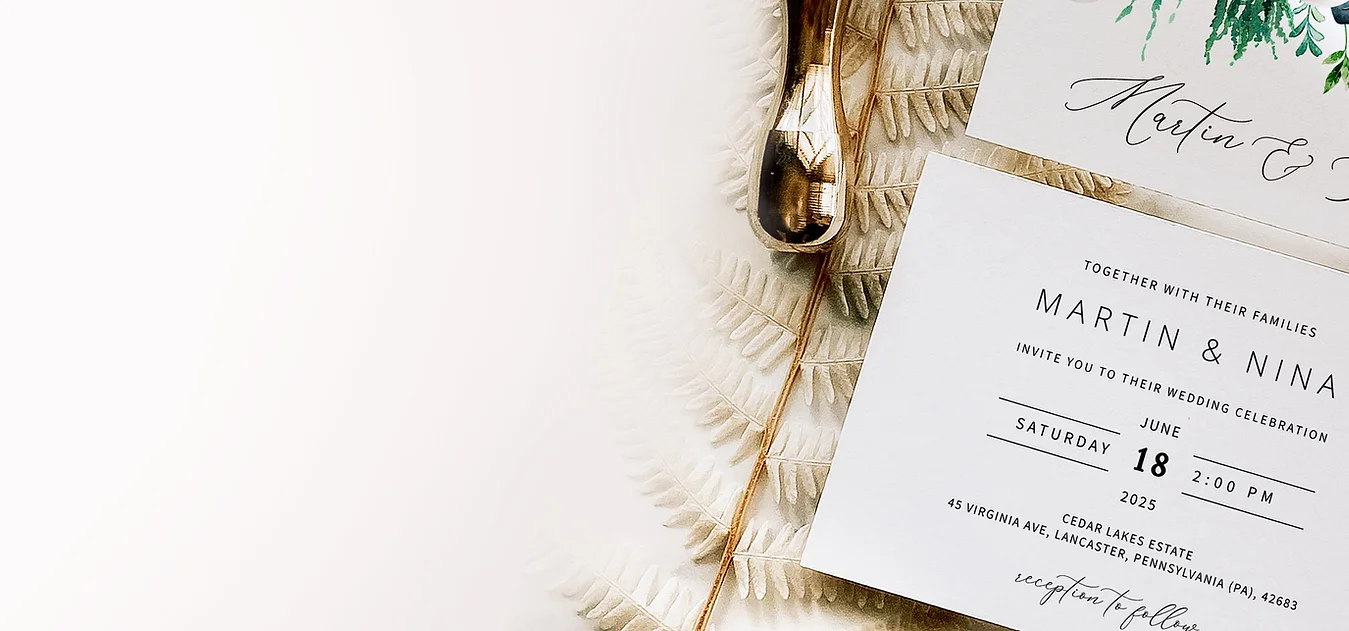 Martin &
TOGETHER WITH THEIR FAMILIES
MARTIN & NINA
INVITE YOU TO THEIR WEDDING CELEBRATION
JUNE
SATURDAY 18 2:00 PM
2025
CEDAR LAKES ESTATE
45 VIRGINIA AVE, LANCASTER, PENNSYLVANIA (PA), 42683
reception to follow